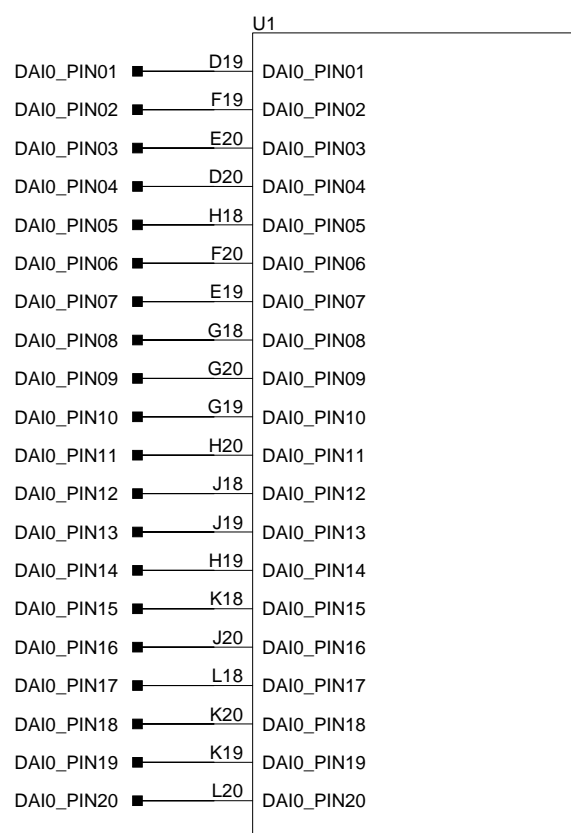 U1
DAI0_PIN01 D19 DAI0_PIN01
DAI0_PIN02 F19 DAI0_PIN02
DAI0_PIN03 E20 DAI0_PIN03
DAI0_PIN04 D20 DAI0_PIN04
DAI0_PIN05 H18 DAI0_PIN05
DAI0_PIN06 F20 DAI0_PIN06
DAI0_PIN07 E19 DAI0_PIN07
DAI0_PIN08 G18 DAI0_PIN08
DAI0_PIN09 G20 DAI0_PIN09
DAI0_PIN10 G19 DAI0_PIN10
DAI0_PIN11 H20 DAI0_PIN11
DAI0_PIN12 J18 DAI0_PIN12
DAI0_PIN13 J19 DAI0_PIN13
DAI0_PIN14 H19 DAI0_PIN14
DAI0_PIN15 K18 DAI0_PIN15
DAI0_PIN16 J20 DAI0_PIN16
DAI0_PIN17 L18 DAI0_PIN17
DAI0_PIN18 K20 DAI0_PIN18
DAI0_PIN19 K19 DAI0_PIN19
DAI0_PIN20 L20 DAI0_PIN20